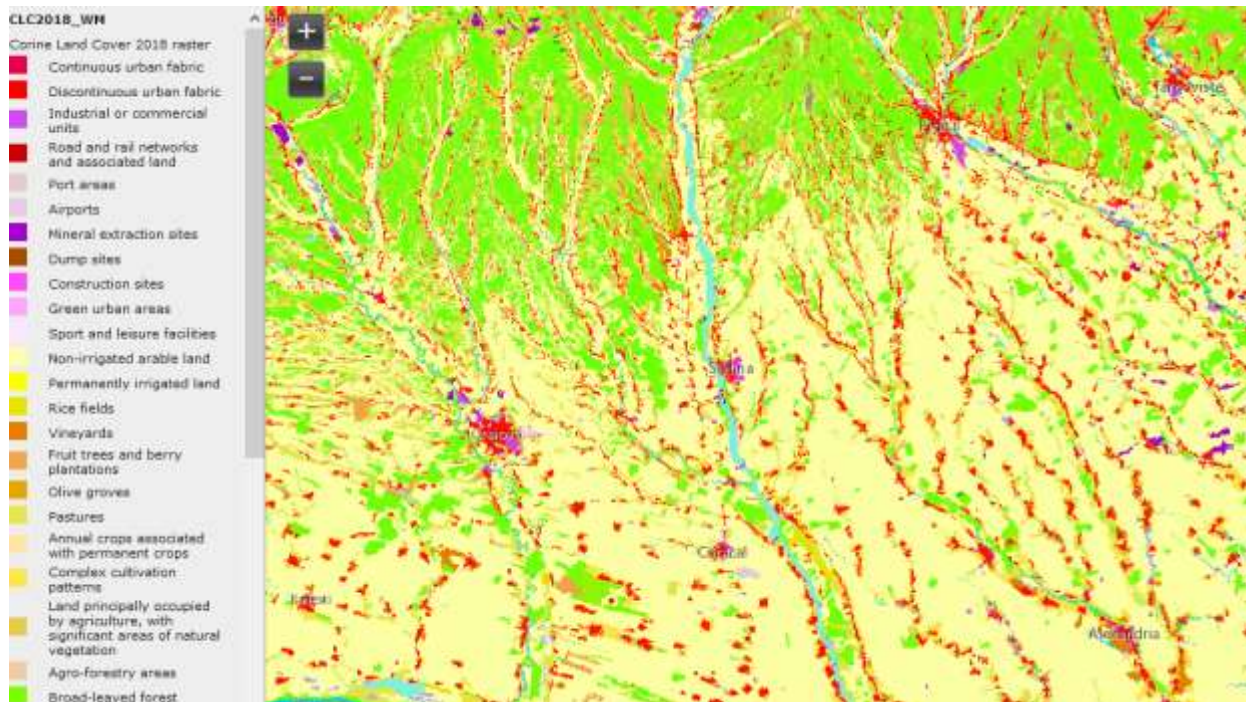 CLC2018_WM
Corine Land Cover 2018 raster
Continuous urban fabric
Discontinuous urban fabric
Industrial or commercial
units
Road and rail networks
and associated land
Port areas
Airports
Mineral extraction sites
Dump sites
Construction sites
Green urban areas
Sport and leisure facilities
Non-irrigated arable land
Permanently irrigated land
Rice fields
Vineyards
Fruit trees and berry
plantations
Olive groves
Pastures
Annual crops associated
with permanent crops
Complex cultivation
patterns
Land principally occupied
by agriculture, with
significant areas of natural
vegetation
Agro-forestry areas
Broad-leaved forest
+
−
Slatina
Caracal
Alexandria